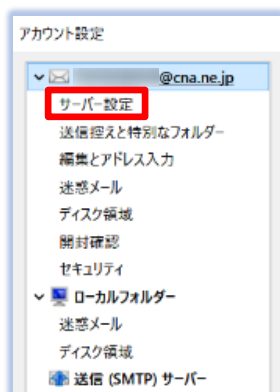 アカウント設定
@cna.ne.jp
サーバー設定
送信控えと特別なフォルダー
編集とアドレス入力
迷惑メール
ディスク領域
開封確認
セキュリティ
ローカルフォルダー
迷惑メール
ディスク領域
送信 (SMTP) サーバー